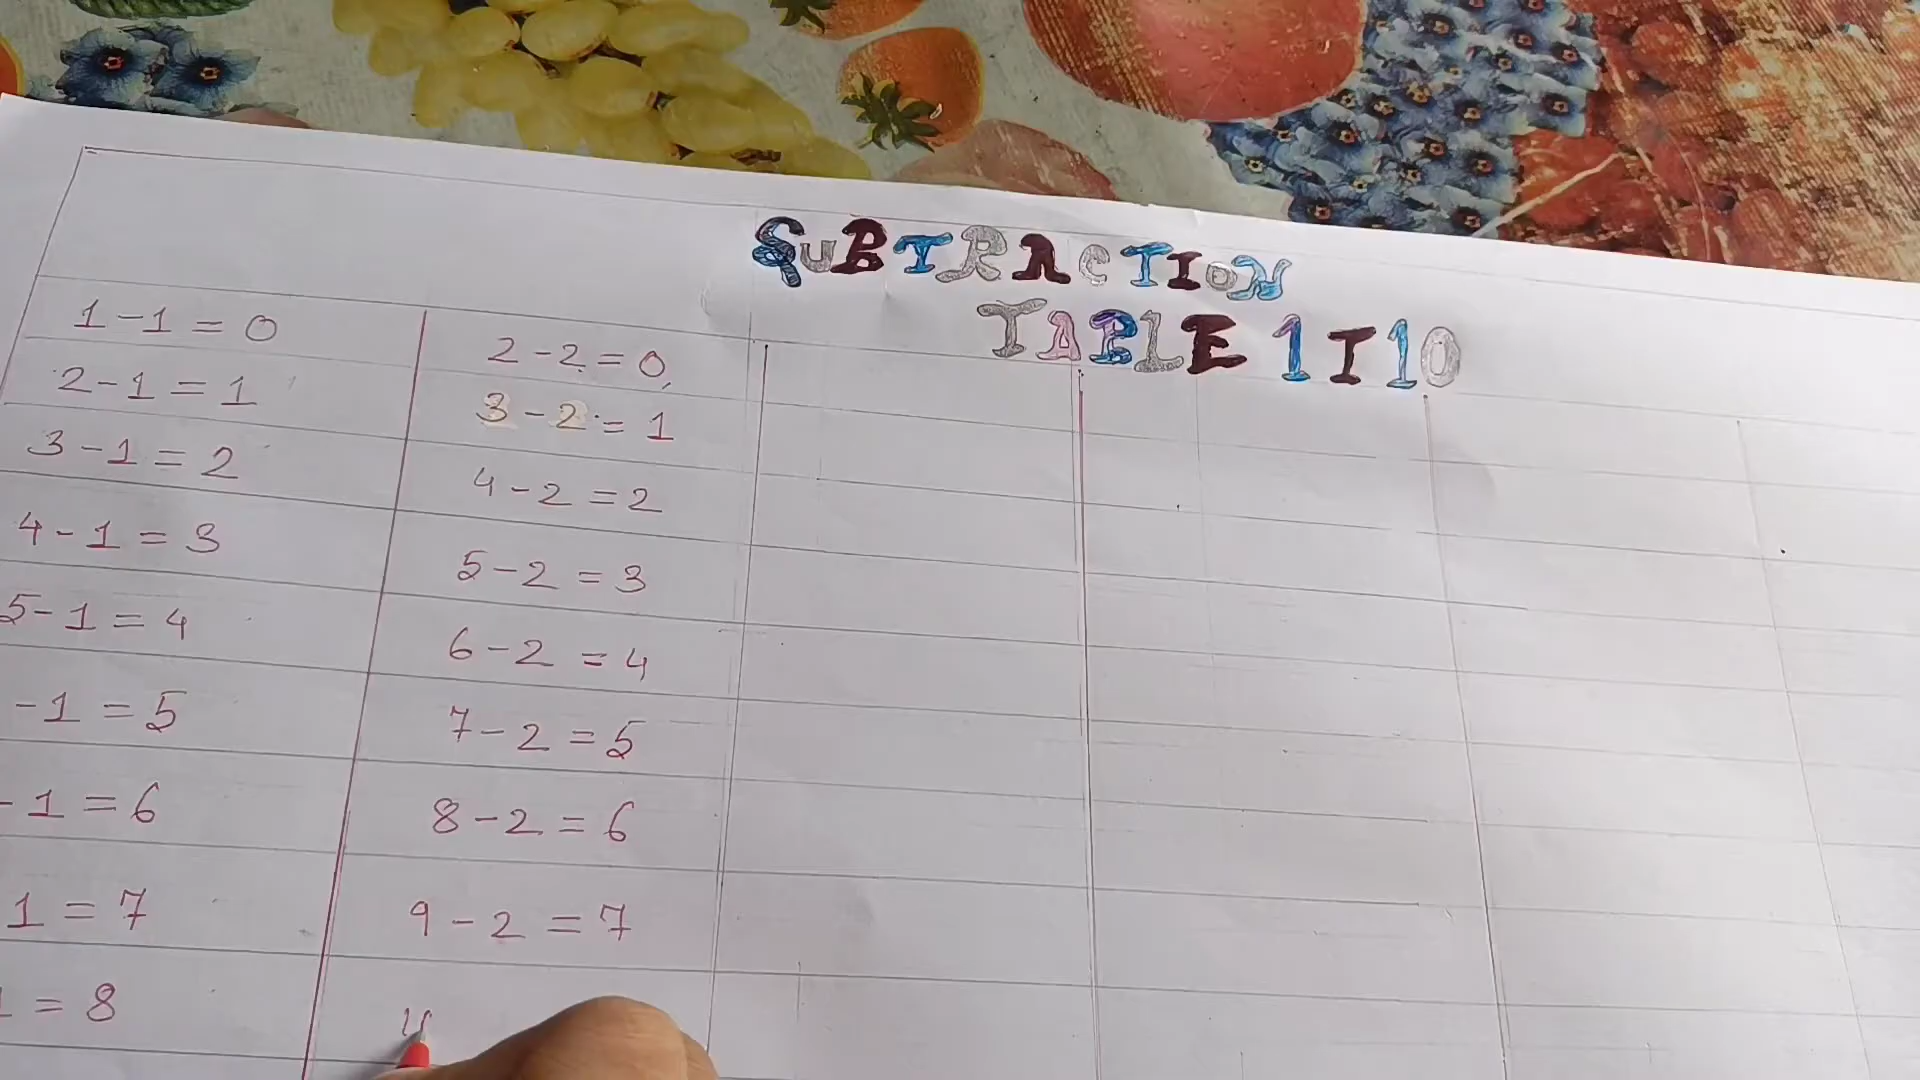 SUBTRACTION
TABLE 1 T 10
1 - 1 = 0
2 - 1 = 1
3 - 1 = 2
4 - 1 = 3
5 - 1 = 4
- 1 = 5
- 1 = 6
1 = 7
1 = 8
2 - 2 = 0
3 - 2 = 1
4 - 2 = 2
5 - 2 = 3
6 - 2 = 4
7 - 2 = 5
8 - 2 = 6
9 - 2 = 7